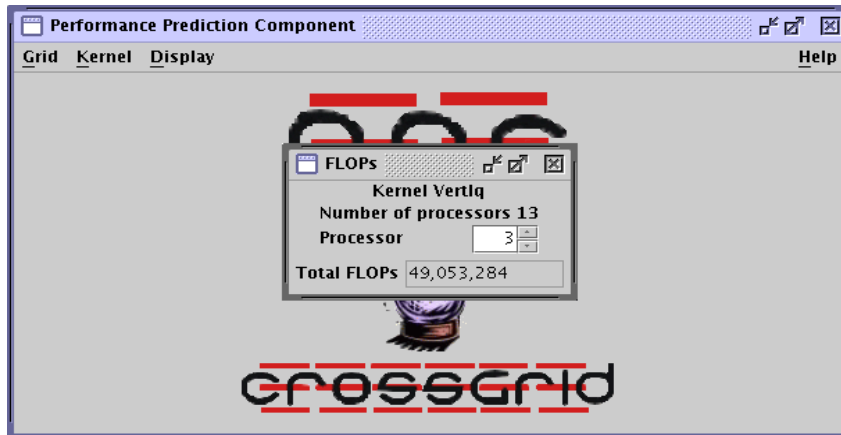 Performance Prediction Component
Grid Kernel Display Help
FLOPs
Kernel VertIq
Number of processors 13
Processor 3
Total FLOPs 49,053,284
crossGrid